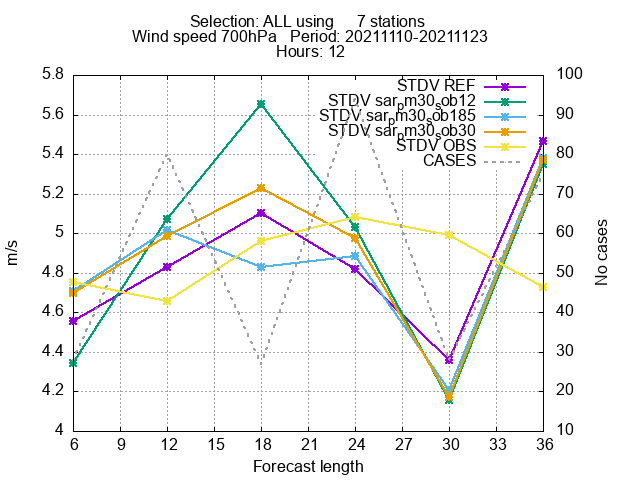 Selection: ALL using 7 stations
Wind speed 700hPa Period: 20211110-20211123
Hours: 12
STDV REF
STDV sarpm30sob12
STDV sarpm30sob185
STDV sarpm30sob30
STDV OBS
CASES
5.8
5.6
5.4
5.2
5
4.8
4.6
4.4
4.2
4
m/s
100
90
80
70
60
50
40
30
20
10
No cases
6 9 12 15 18 21 24 27 30 33 36
Forecast length